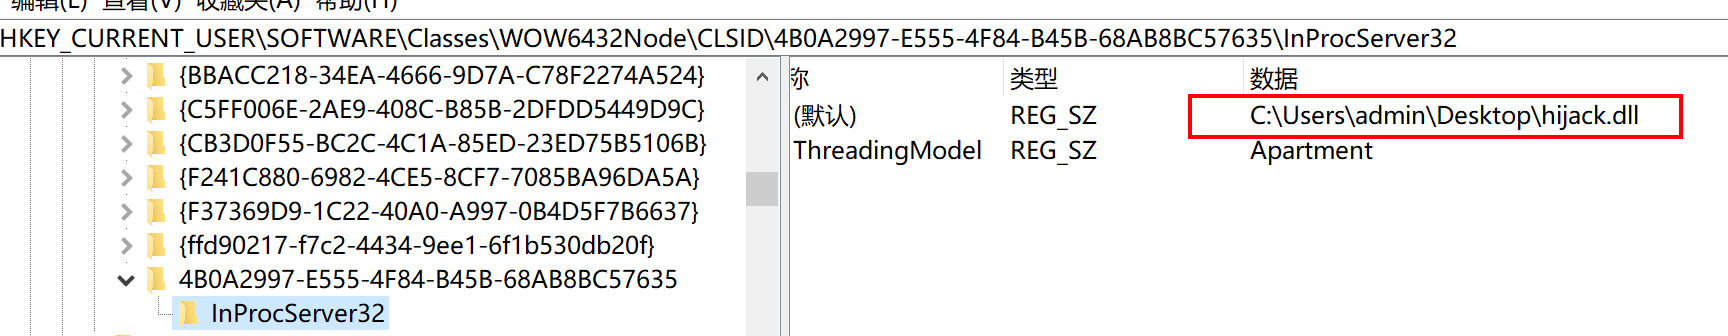 编辑(E) 查看(V) 收藏夹(A) 帮助(H)
HKEY_CURRENT_USER\SOFTWARE\Classes\WOW6432Node\CLSID\4B0A2997-E555-4F84-B45B-68AB8BC57635\InProcServer32
{BBACC218-34EA-4666-9D7A-C78F2274A524}
{C5FF006E-2AE9-408C-B85B-2DFDD5449D9C}
{CB3D0F55-BC2C-4C1A-85ED-23ED75B5106B}
{F241C880-6982-4CE5-8CF7-7085BA96DA5A}
{F37369D9-1C22-40A0-A997-0B4D5F7B6637}
{ffd90217-f7c2-4434-9ee1-6f1b530db20f}
4B0A2997-E555-4F84-B45B-68AB8BC57635
InProcServer32
称 类型 数据
(默认) REG_SZ C:\Users\admin\Desktop\hijack.dll
ThreadingModel REG_SZ Apartment